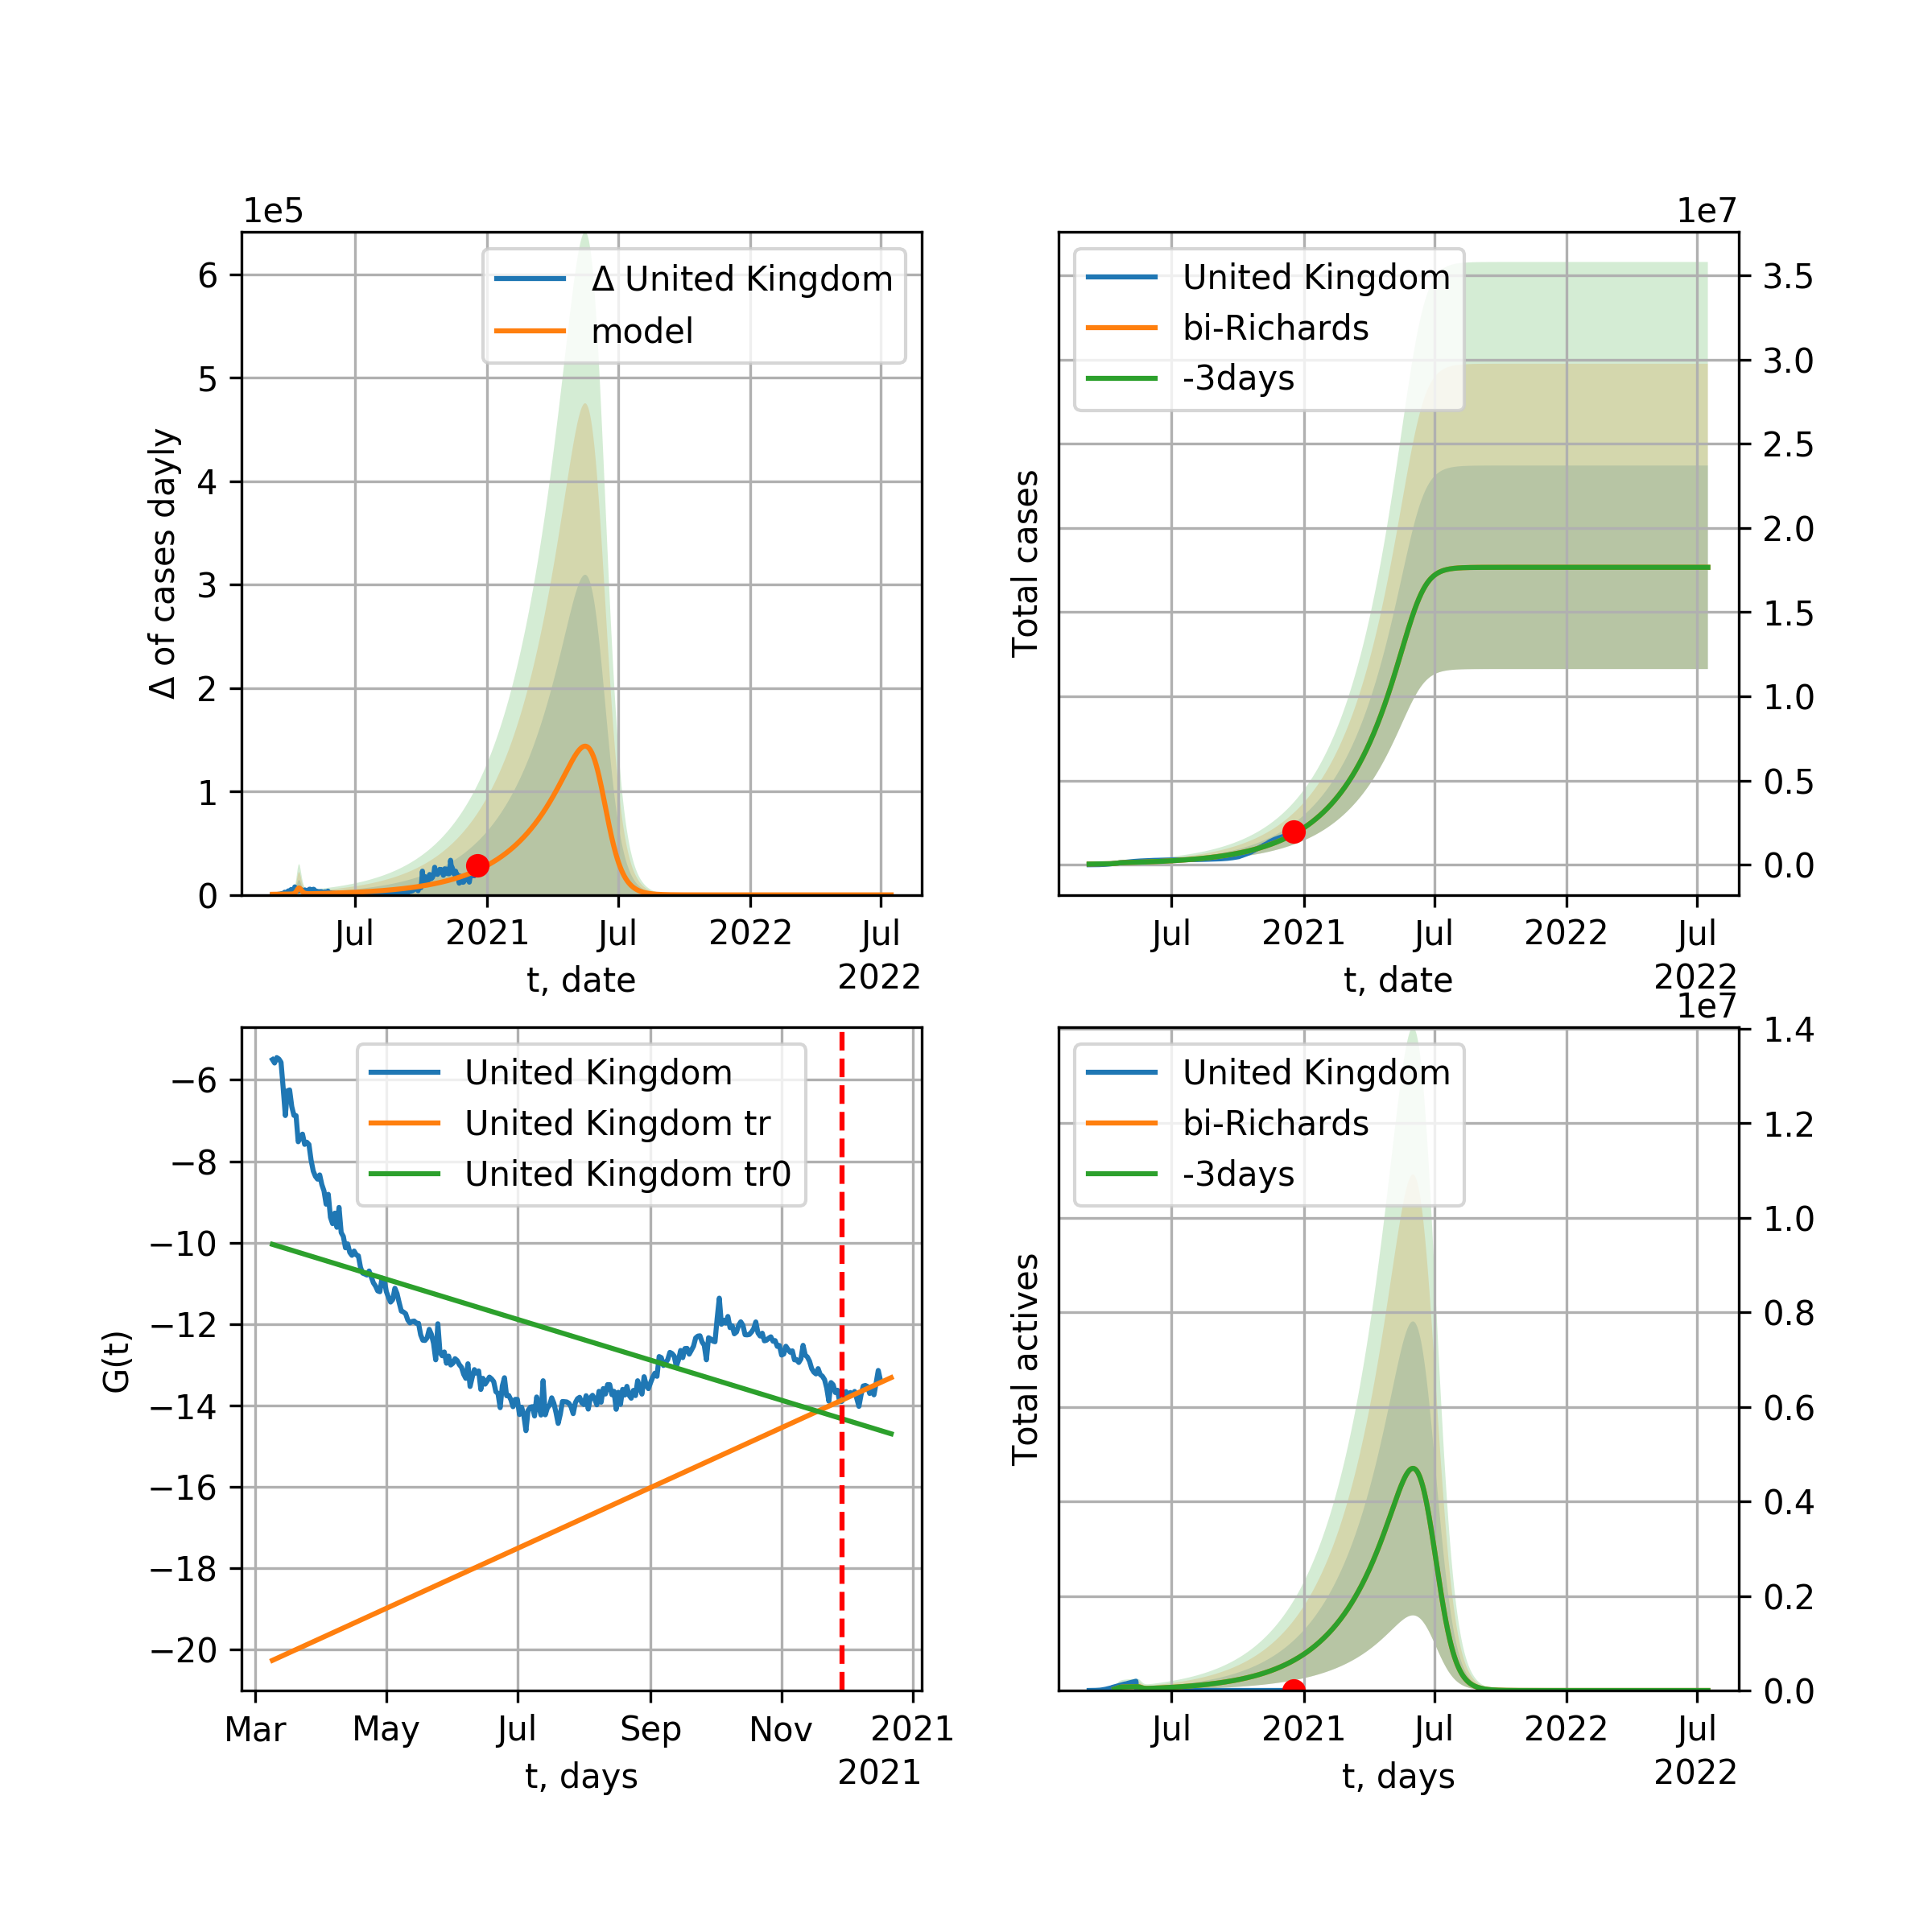 1e5
Δ United Kingdom
model
6
5
4
3
2
1
0
Δ of cases dayly
Jul
2021
Jul
2022
Jul
2022
t, date
1e7
United Kingdom
bi-Richards
-3days
3.5
3.0
2.5
2.0
1.5
1.0
0.5
0.0
Total cases
Jul
2021
Jul
2022
Jul
2022
t, date
United Kingdom
United Kingdom tr
United Kingdom tr0
−6
−8
−10
−12
−14
−16
−18
−20
G(t)
Mar
May
Jul
Sep
Nov
2021
2021
t, days
1e7
United Kingdom
bi-Richards
-3days
1.4
1.2
1.0
0.8
0.6
0.4
0.2
0.0
Total actives
Jul
2021
Jul
2022
Jul
2022
t, days